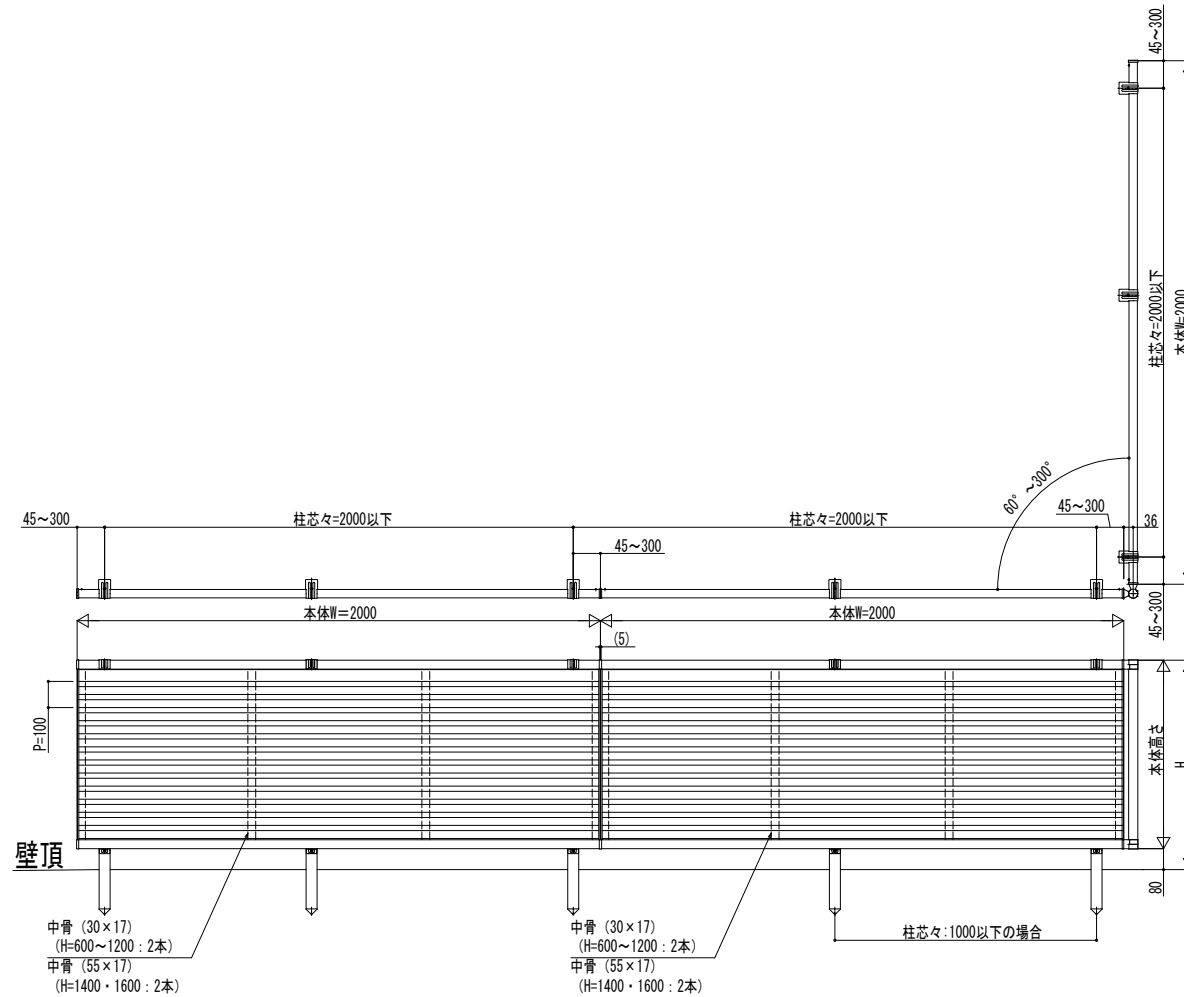 45~300
柱芯々=2000以下
本体W=2000
60° ~300°
45~300
柱芯々=2000以下
柱芯々=2000以下
45~300
36
45~300
45~300
本体W=2000
本体W=2000
(5)
P=100
本体高さ
H
壁頂
80
中骨 (30×17)
(H=600~1200:2本)
中骨 (55×17)
(H=1400・1600:2本)
中骨 (30×17)
(H=600~1200:2本)
中骨 (55×17)
(H=1400・1600:2本)
柱芯々:1000以下の場合